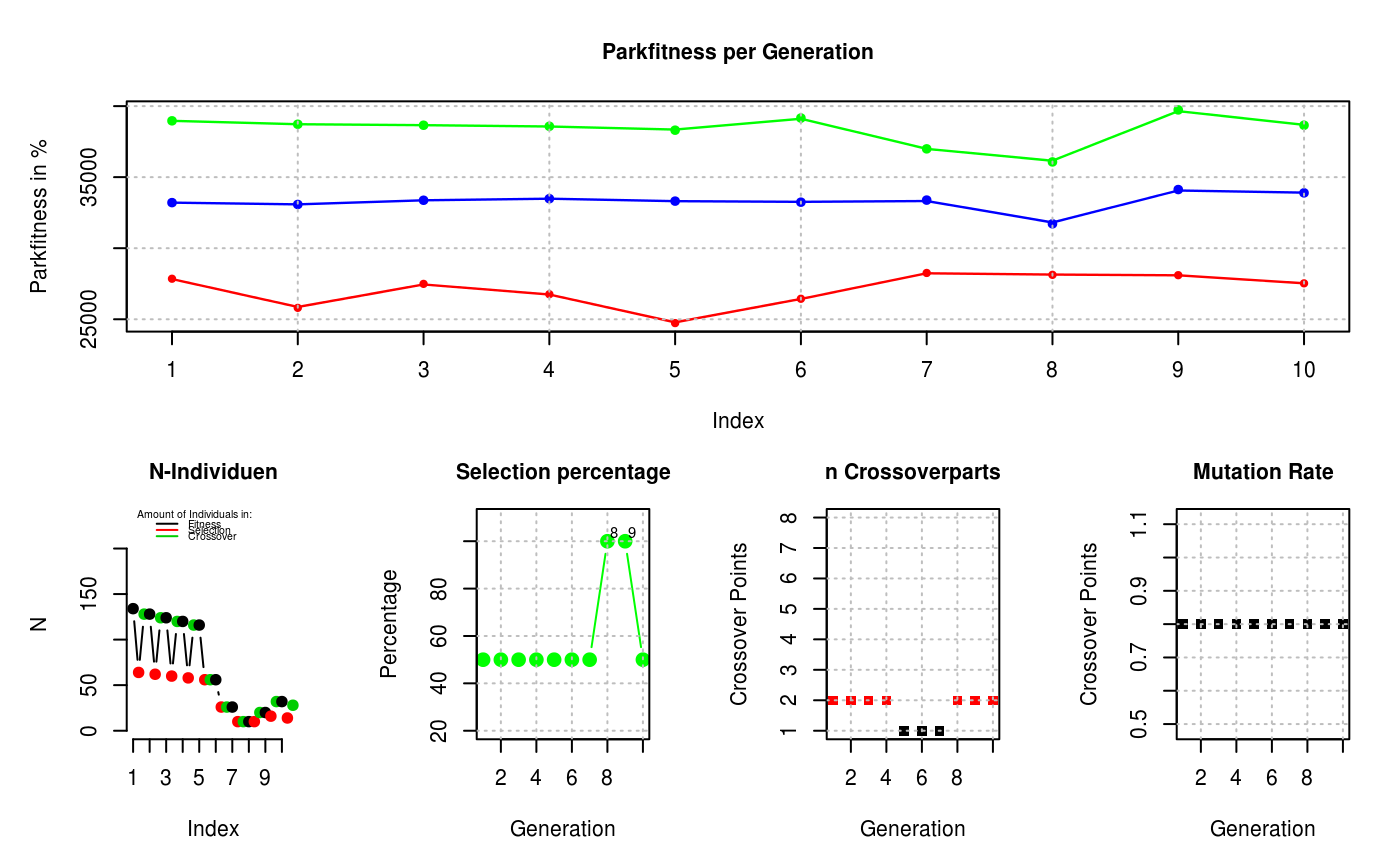 Parkfitness per Generation
Parkfitness in %
35000
25000
1 2 3 4 5 6 7 8 9 10
Index
N-Individuen
Amount of Individuals in:
Fitness
Selection
Crossover
N
150
50
0
1 3 5 7 9
Index
Selection percentage
8 9
Percentage
80
60
40
20
2 4 6 8
Generation
n Crossoverparts
Crossover Points
8
7
6
5
4
3
2
1
2 4 6 8
Generation
Mutation Rate
Crossover Points
1.1
0.9
0.7
0.5
2 4 6 8
Generation